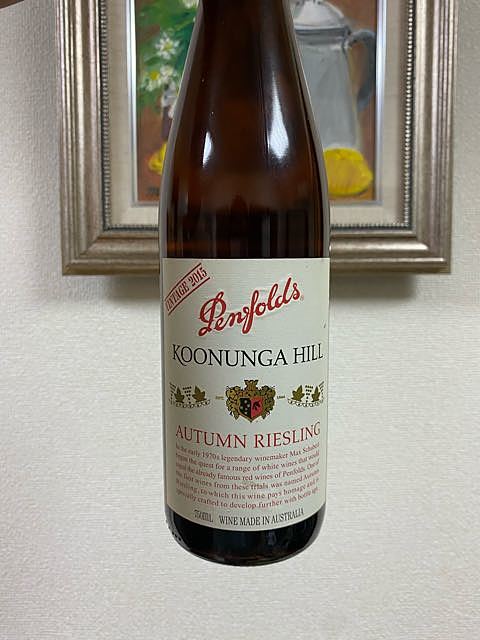 VINTAGE 2015
Penfolds
KOONUNGA HILL
AUTUMN RIESLING
In the early 1970s legendary winemaker Max Schubert
began the quest for a range of white wines that would
equal the already famous red wines of Penfolds. One of
the first wines from these trials was named Autumn
Riesling, to which this wine pays homage and is
specially crafted to develop further with bottle age.
750ML WINE MADE IN AUSTRALIA